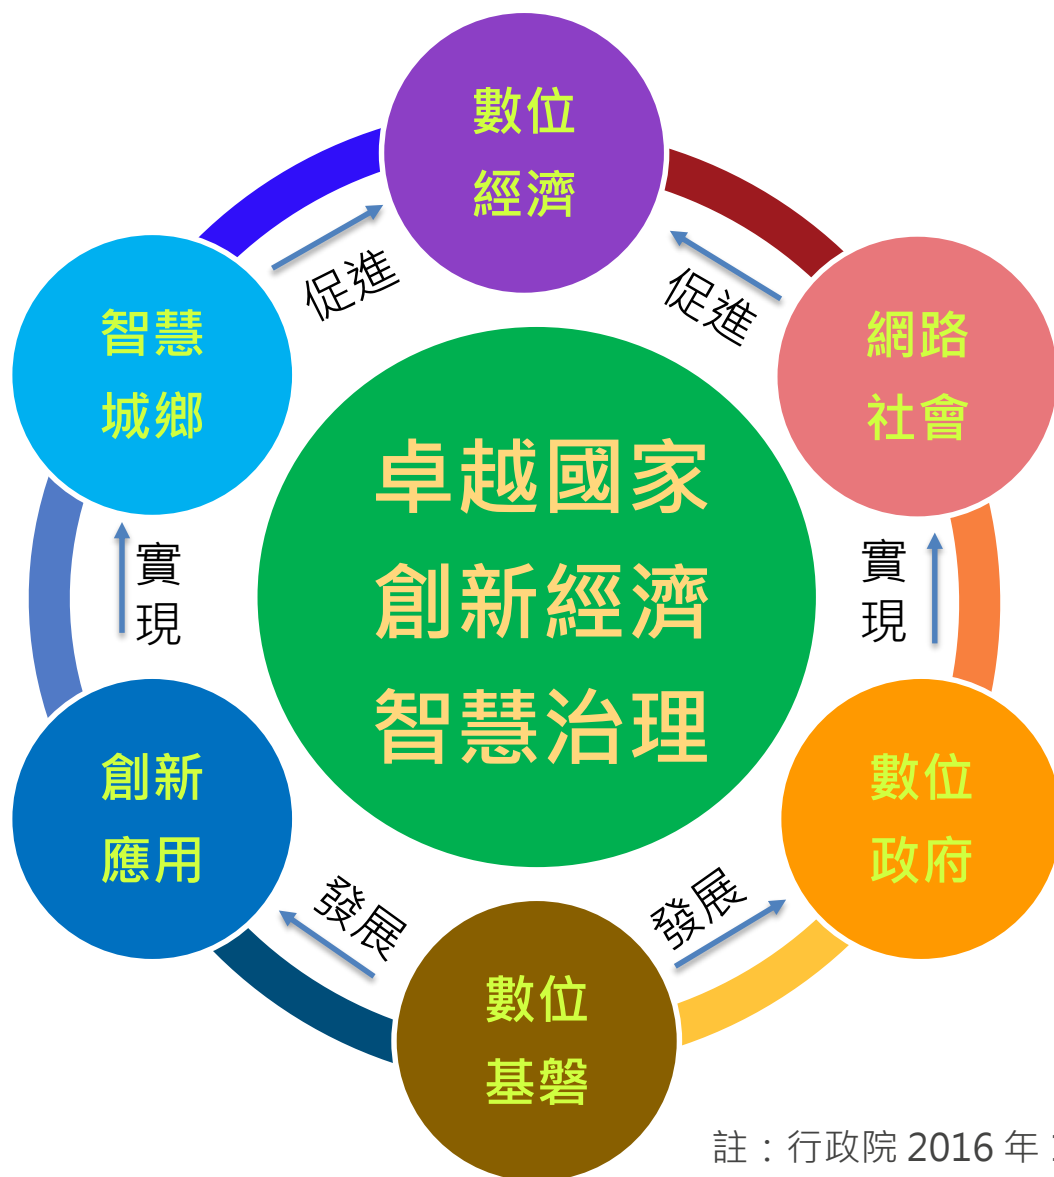 數位
經濟
促進
促進
智慧
城鄉
網路
社會
卓越國家
創新經濟
智慧治理
實
現
實
現
創新
應用
數位
政府
發展
發展
數位
基磐
註：行政院 2016 年